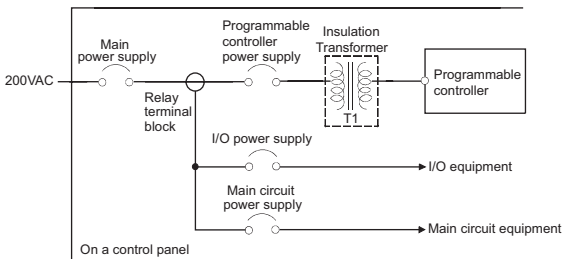 Main
power supply
Programmable
controller
power supply
Insulation
Transformer
200VAC
Relay
terminal
block
T1
Programmable
controller
I/O power supply
I/O equipment
Main circuit
power supply
Main circuit equipment
On a control panel